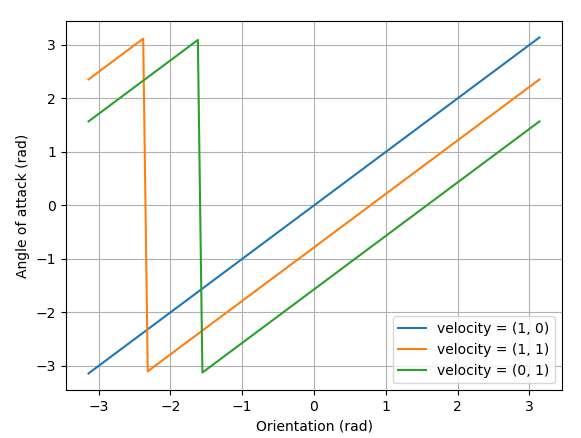 Angle of attack (rad)
3
2
1
0
−1
−2
−3
−3
−2
−1
0
1
2
3
Orientation (rad)
velocity = (1, 0)
velocity = (1, 1)
velocity = (0, 1)